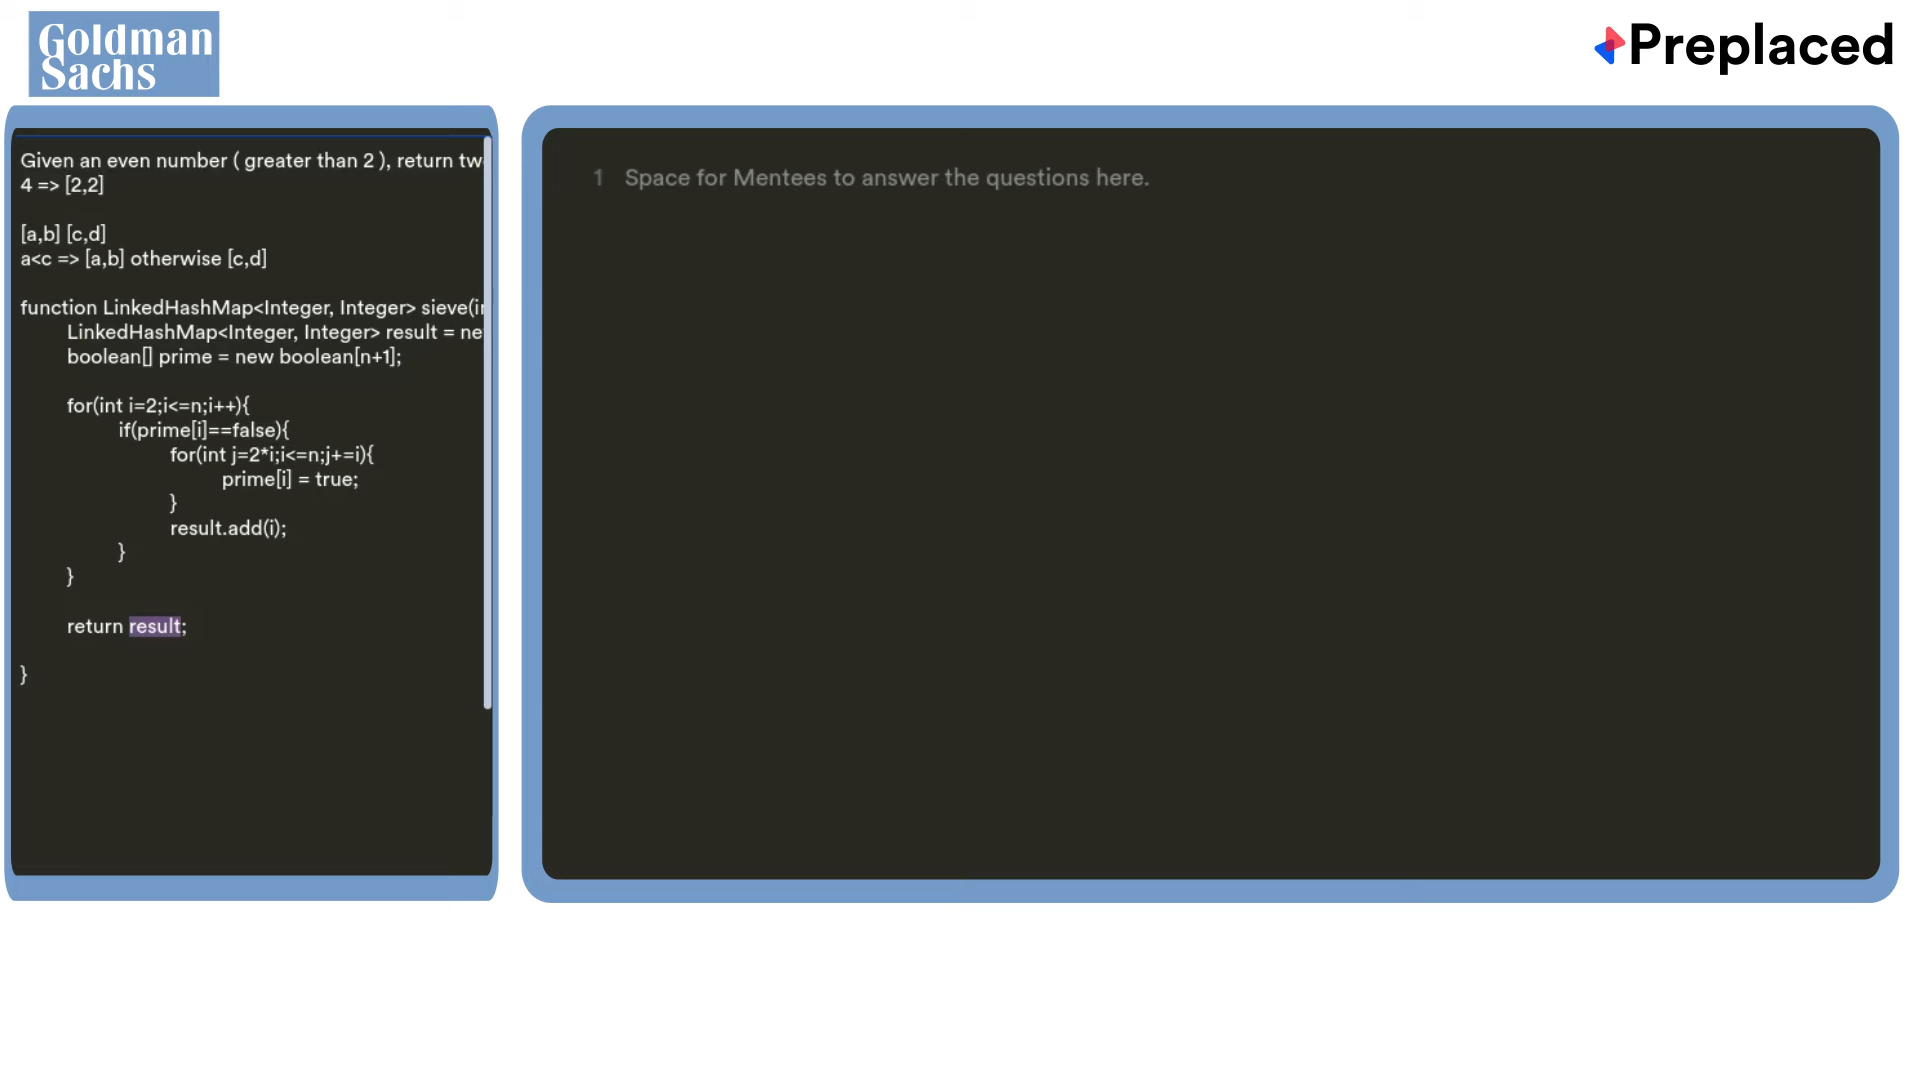 Goldman
Sachs
Preplaced
Given an even number ( greater than 2 ), return tw
4 => [2,2]
[a,b] [c,d]
a<c => [a,b] otherwise [c,d]
function LinkedHashMap<Integer, Integer> sieve(in
LinkedHashMap<Integer, Integer> result = ne
boolean[] prime = new boolean[n+1];
for(int i=2;i<=n;i++){
if(prime[i]==false){
for(int j=2*i;i<=n;j+=i){
prime[i] = true;
}
result.add(i);
}
}
return result;
}
1 Space for Mentees to answer the questions here.